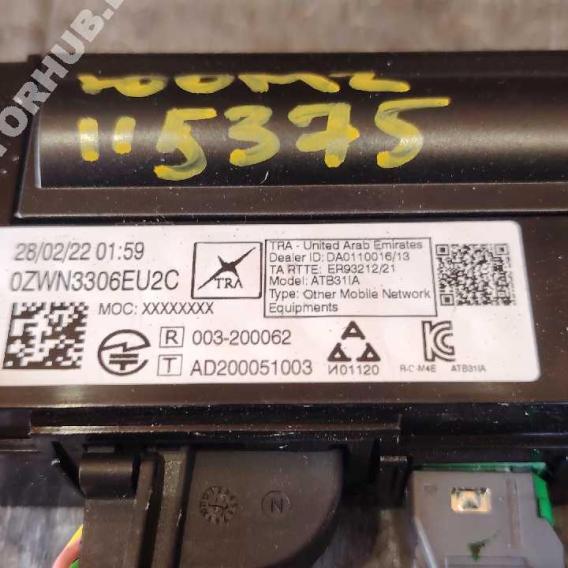 TORHUB.
115375
28/02/22 01:59
0ZWN3306EU2C
TRA
TRA - United Arab Emirates
Dealer ID: DA0110016/13
TA RTTE: ER93212/21
Model: ATB31IA
Type: Other Mobile Network
Equipments
MOC: XXXXXXXX
R 003-200062
T AD200051003
И01120
R-C-M4E ATB31IA
N